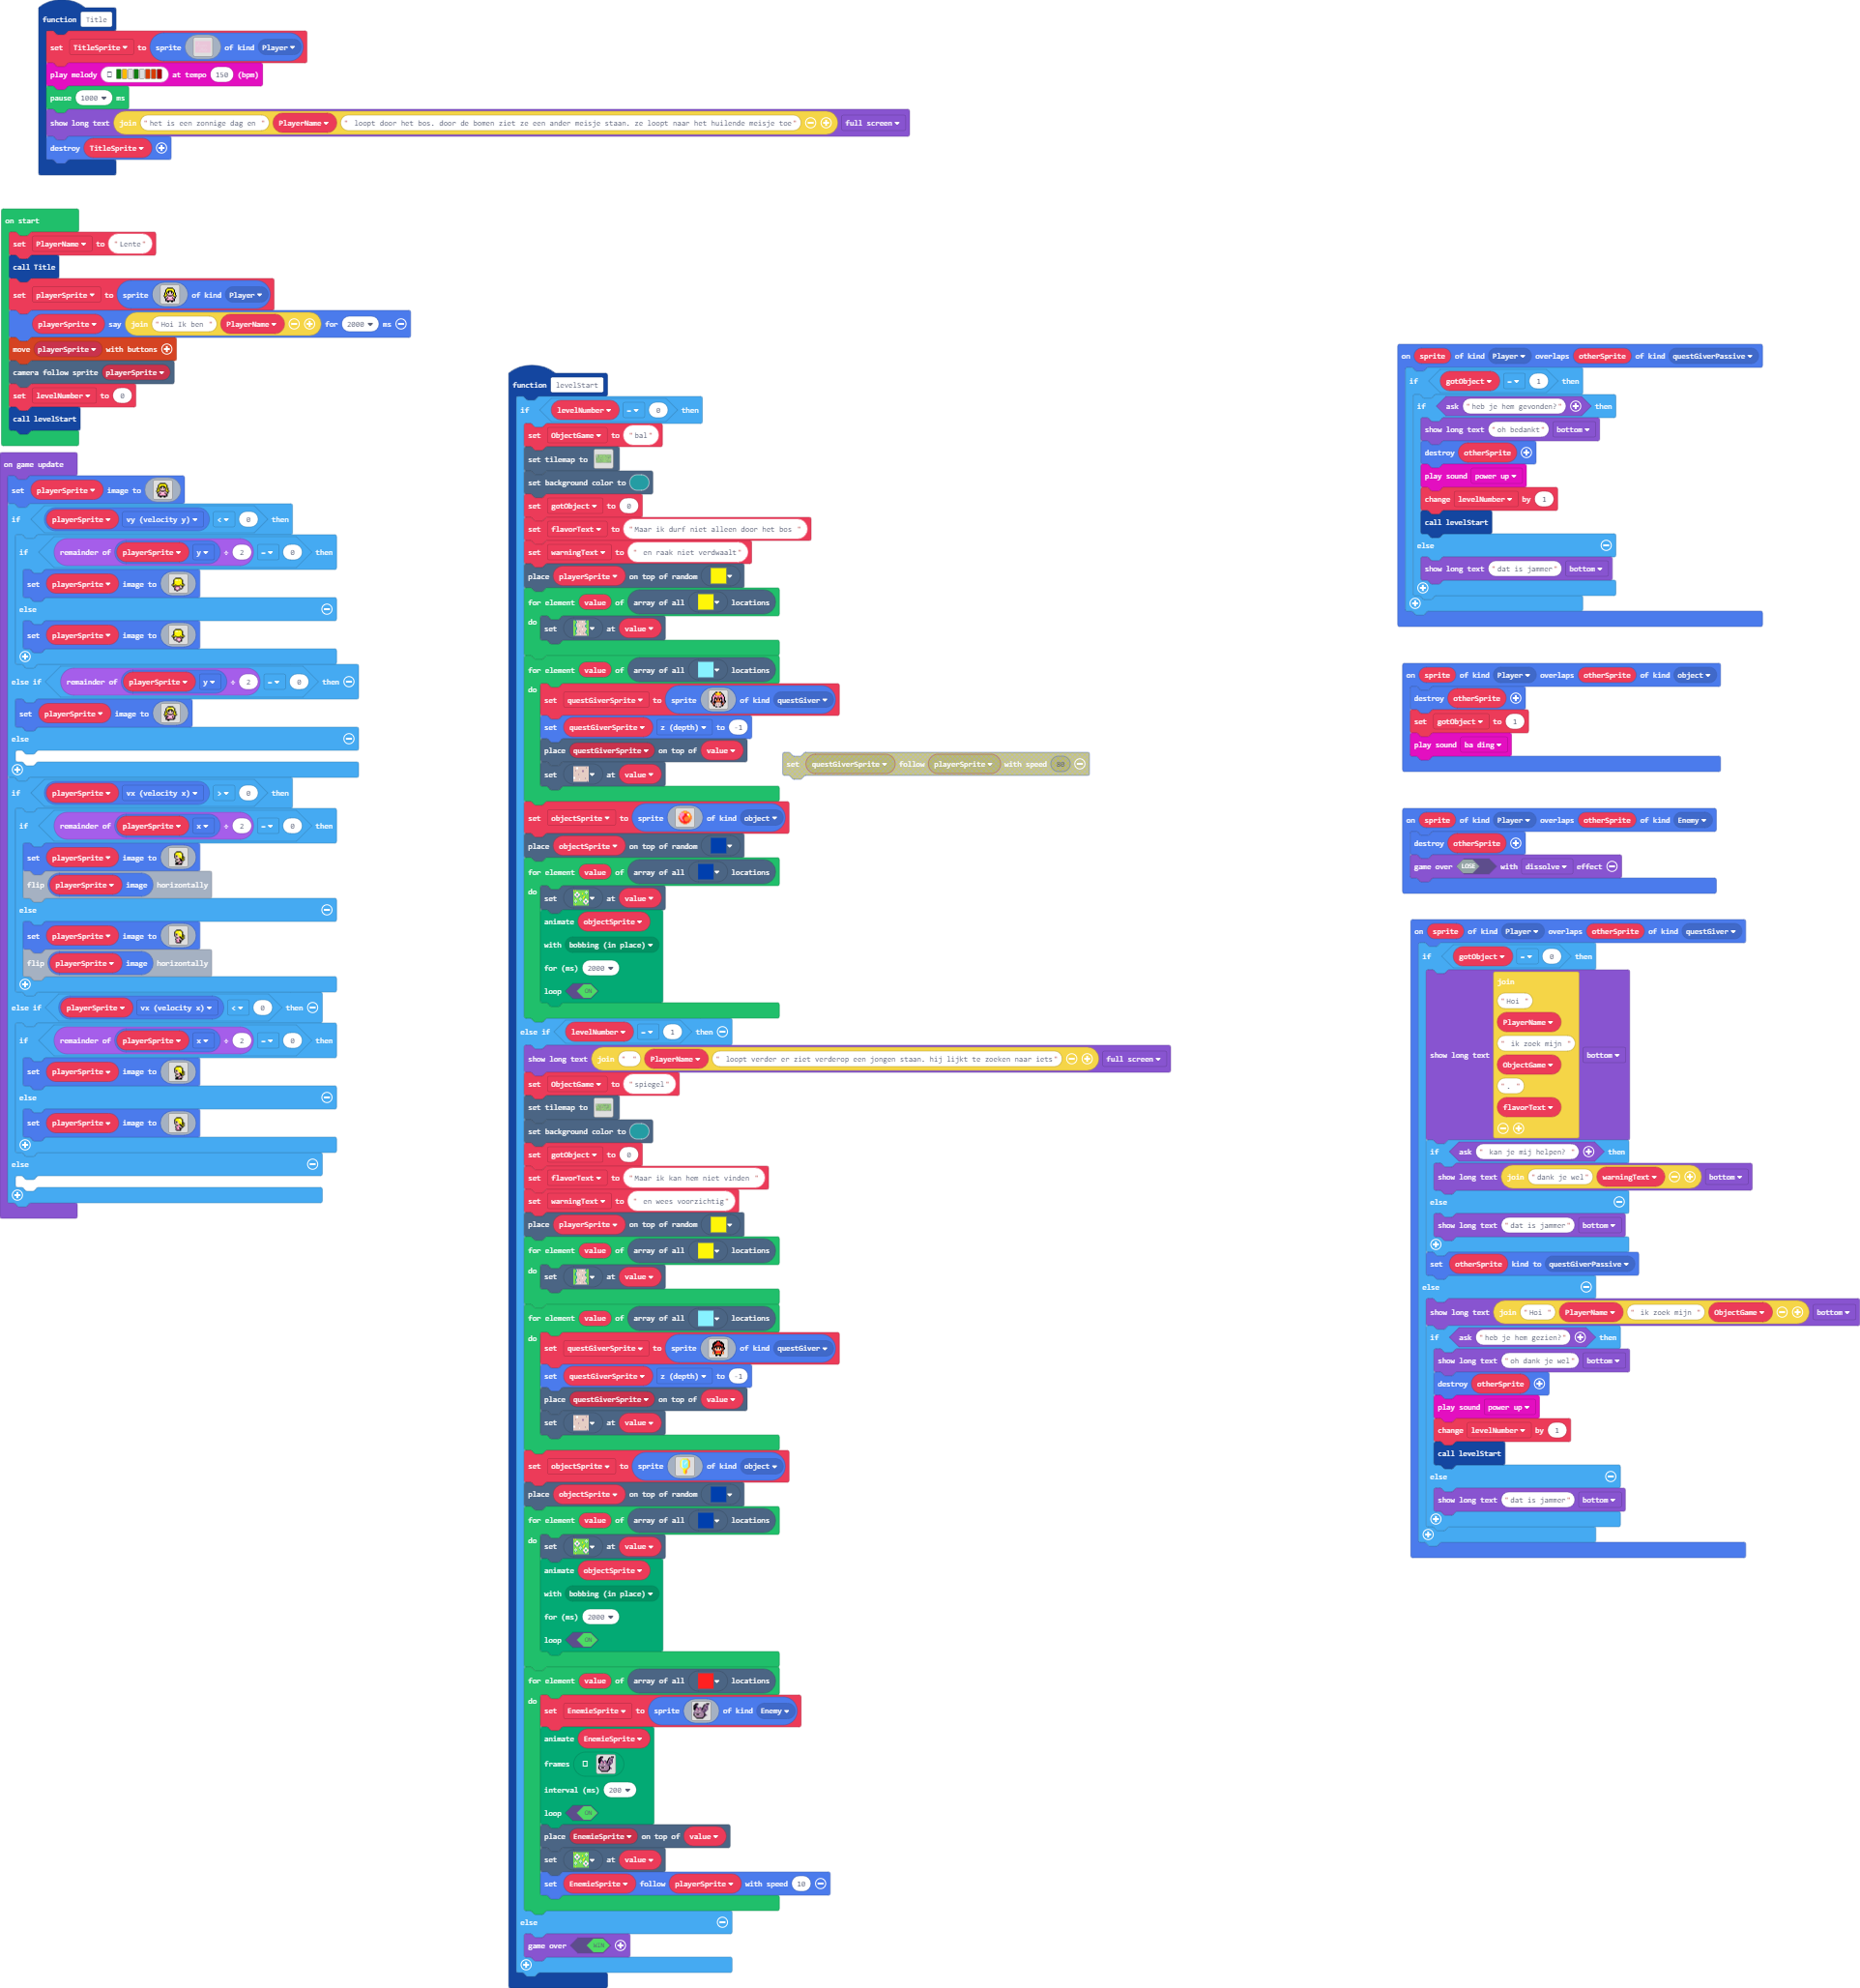 function Title
set TitleSprite to sprite of kind Player
play melody at tempo 150 (bpm)
pause 1000 ms
show long text join "het is een zonnige dag en " PlayerName " loopt door het bos. door de bomen ziet ze een ander meisje staan. ze loopt naar het huilende meisje toe" full screen
destroy TitleSprite
on start
set PlayerName to "Lente"
call Title
set playerSprite to sprite of kind Player
playerSprite say join "Hoi Ik ben " PlayerName for 2000 ms
move playerSprite with buttons
camera follow sprite playerSprite
set levelNumber to 0
call levelStart
on game update
set playerSprite image to
if playerSprite vy (velocity y) < 0 then
if remainder of playerSprite y ÷ 2 = 0 then
set playerSprite image to
else
set playerSprite image to
else if remainder of playerSprite y ÷ 2 = 0 then
set playerSprite image to
else
if playerSprite vx (velocity x) > 0 then
if remainder of playerSprite x ÷ 2 = 0 then
set playerSprite image to
flip playerSprite image horizontally
else
set playerSprite image to
flip playerSprite image horizontally
else if playerSprite vx (velocity x) < 0 then
if remainder of playerSprite x ÷ 2 = 0 then
set playerSprite image to
else
set playerSprite image to
else
function levelStart
if levelNumber = 0 then
set ObjectGame to "bal"
set tilemap to
set background color to
set gotObject to 0
set flavorText to "Maar ik durf niet alleen door het bos "
set warningText to " en raak niet verdwaalt"
place playerSprite on top of random
for element value of array of all locations
do set at value
for element value of array of all locations
do set questGiverSprite to sprite of kind questGiver
set questGiverSprite z (depth) to -1
place questGiverSprite on top of value
set at value
set questGiverSprite follow playerSprite with speed 80
set objectSprite to sprite of kind object
place objectSprite on top of random
for element value of array of all locations
do set at value
animate objectSprite
with bobbing (in place)
for (ms) 2000
loop ON
else if levelNumber = 1 then
show long text join " " PlayerName " loopt verder er ziet verderop een jongen staan. hij lijkt te zoeken naar iets" full screen
set ObjectGame to "spiegel"
set tilemap to
set background color to
set gotObject to 0
set flavorText to "Maar ik kan hem niet vinden "
set warningText to " en wees voorzichtig"
place playerSprite on top of random
for element value of array of all locations
do set at value
for element value of array of all locations
do set questGiverSprite to sprite of kind questGiver
set questGiverSprite z (depth) to -1
place questGiverSprite on top of value
set at value
set objectSprite to sprite of kind object
place objectSprite on top of random
for element value of array of all locations
do set at value
animate objectSprite
with bobbing (in place)
for (ms) 2000
loop ON
for element value of array of all locations
do set EnemieSprite to sprite of kind Enemy
animate EnemieSprite
frames
interval (ms) 200
loop ON
place EnemieSprite on top of value
set at value
set EnemieSprite follow playerSprite with speed 10
else
game over WIN
on sprite of kind Player overlaps otherSprite of kind questGiverPassive
if gotObject = 1 then
if ask "heb je hem gevonden?" then
show long text "oh bedankt" bottom
destroy otherSprite
play sound power up
change levelNumber by 1
call levelStart
else
show long text "dat is jammer" bottom
on sprite of kind Player overlaps otherSprite of kind object
destroy otherSprite
set gotObject to 1
play sound ba ding
on sprite of kind Player overlaps otherSprite of kind Enemy
destroy otherSprite
game over LOSE with dissolve effect
on sprite of kind Player overlaps otherSprite of kind questGiver
if gotObject = 0 then
join
"Hoi "
PlayerName
" ik zoek mijn "
show long text bottom
ObjectGame
". "
flavorText
if ask " kan je mij helpen? " then
show long text join "dank je wel" warningText bottom
else
show long text "dat is jammer" bottom
set otherSprite kind to questGiverPassive
else
show long text join "Hoi " PlayerName " ik zoek mijn " ObjectGame bottom
if ask "heb je hem gezien?" then
show long text "oh dank je wel" bottom
destroy otherSprite
play sound power up
change levelNumber by 1
call levelStart
else
show long text "dat is jammer" bottom